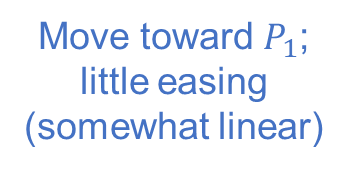 Move toward P₁;
little easing
(somewhat linear)